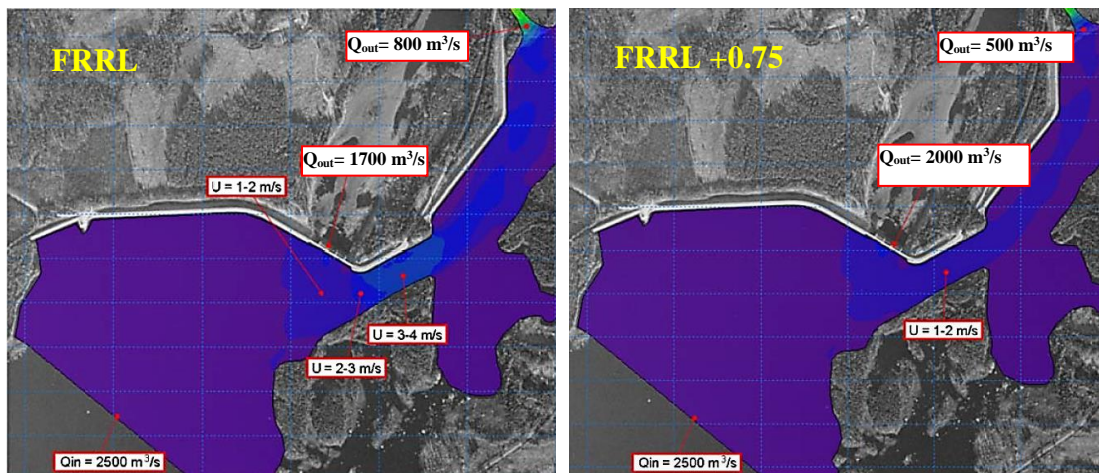 FRRL
Qout= 800 m³/s
Qout= 1700 m³/s
U = 1-2 m/s
U = 3-4 m/s
U = 2-3 m/s
Qin = 2500 m³/s
FRRL +0.75
Qout= 500 m³/s
Qout= 2000 m³/s
U = 1-2 m/s
Qin = 2500 m³/s